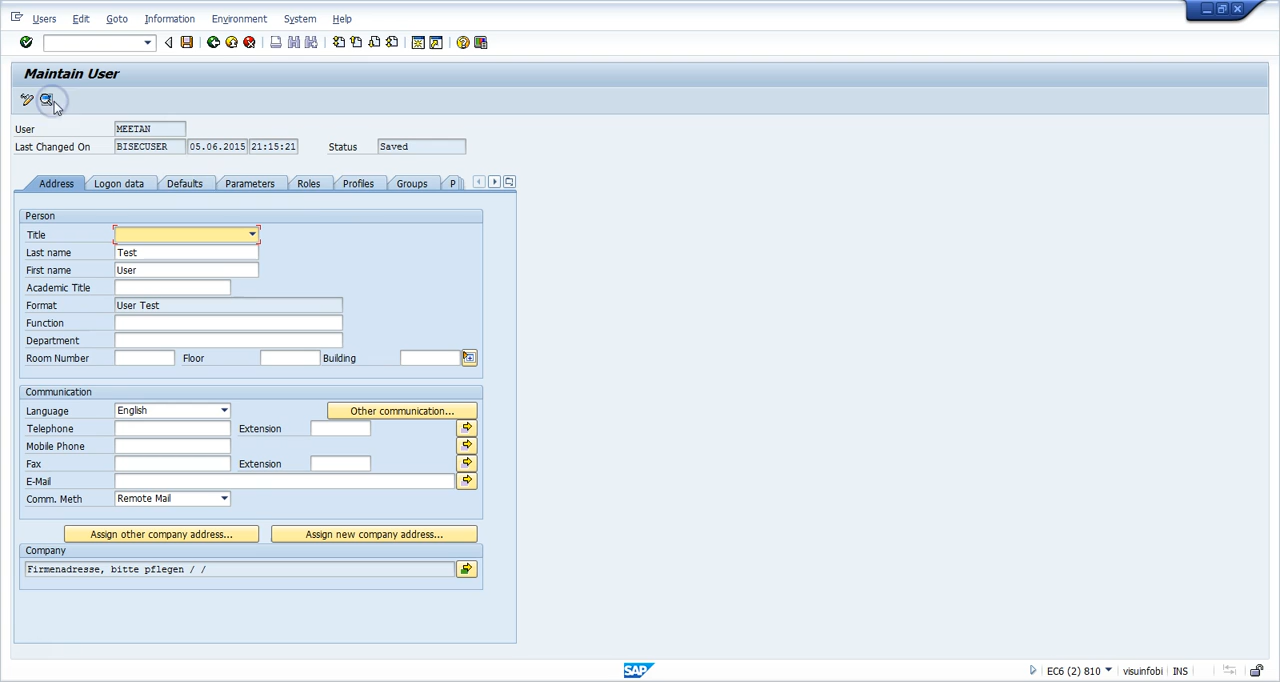 Users Edit Goto Information Environment System Help
Maintain User
User MEETAN
Last Changed On BISECUSER 05.06.2015 21:15:21 Status Saved
Address Logon data Defaults Parameters Roles Profiles Groups P
Person
Title
Last name Test
First name User
Academic Title
Format User Test
Function
Department
Room Number Floor Building
Communication
Language English Other communication...
Telephone Extension
Mobile Phone
Fax Extension
E-Mail
Comm. Meth Remote Mail
Assign other company address... Assign new company address...
Company
Firmenadresse, bitte pflegen / /
SAP EC6 (2) 810 visuinfobi INS